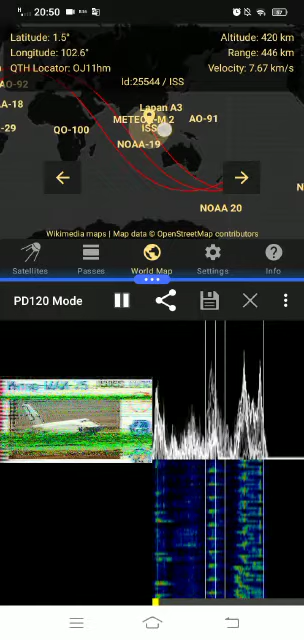 20:50
87
Latitude: 1.5°
Altitude: 420 km
Longitude: 102.6°
Range: 446 km
QTH Locator: OJ11hm
Velocity: 7.67 km/s
AO-92
Id:25544 / ISS
A-18
Lapan A3
METEOR-M 2
AO-91
-29
QO-100
ISS
NOAA-19
N
NOAA 20
Wikimedia maps | Map data © OpenStreetMap contributors
Satellites
Passes
World Map
Settings
Info
PD120 Mode